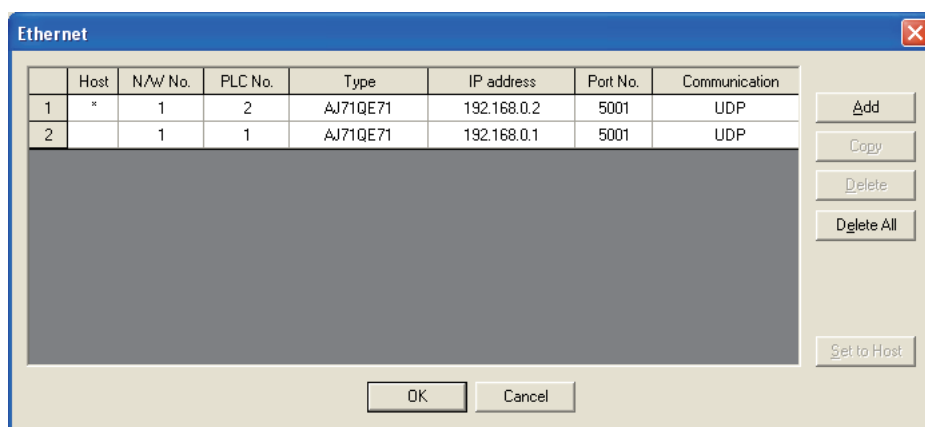 Ethernet
Host N/W No. PLC No. Type IP address Port No. Communication
1 * 1 2 AJ71QE71 192.168.0.2 5001 UDP
2 1 1 AJ71QE71 192.168.0.1 5001 UDP
Add
Copy
Delete
Delete All
Set to Host
OK Cancel